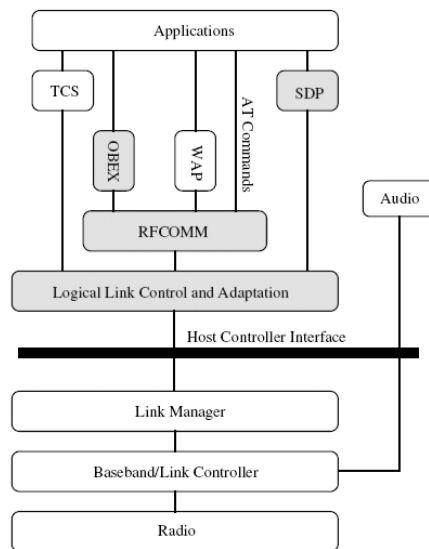 Applications
TCS
SDP
OBEX
WAP
AT Commands
Audio
RFCOMM
Logical Link Control and Adaptation
Host Controller Interface
Link Manager
Baseband/Link Controller
Radio